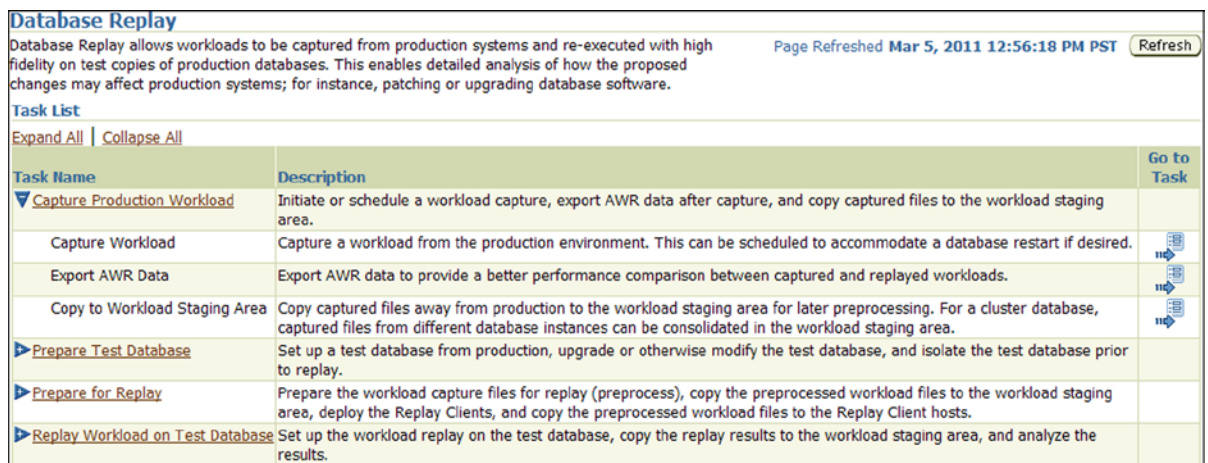 Database Replay
Database Replay allows workloads to be captured from production systems and re-executed with high
fidelity on test copies of production databases. This enables detailed analysis of how the proposed
changes may affect production systems; for instance, patching or upgrading database software.
Page Refreshed Mar 5, 2011 12:56:18 PM PST Refresh
Task List
Expand All | Collapse All
Task Name Description Go to
Task
Capture Production Workload Initiate or schedule a workload capture, export AWR data after capture, and copy captured files to the workload staging
area.
Capture Workload Capture a workload from the production environment. This can be scheduled to accommodate a database restart if desired.
Export AWR Data Export AWR data to provide a better performance comparison between captured and replayed workloads.
Copy to Workload Staging Area Copy captured files away from production to the workload staging area for later preprocessing. For a cluster database,
captured files from different database instances can be consolidated in the workload staging area.
Prepare Test Database Set up a test database from production, upgrade or otherwise modify the test database, and isolate the test database prior
to replay.
Prepare for Replay Prepare the workload capture files for replay (preprocess), copy the preprocessed workload files to the workload staging
area, deploy the Replay Clients, and copy the preprocessed workload files to the Replay Client hosts.
Replay Workload on Test Database Set up the workload replay on the test database, copy the replay results to the workload staging area, and analyze the
results.